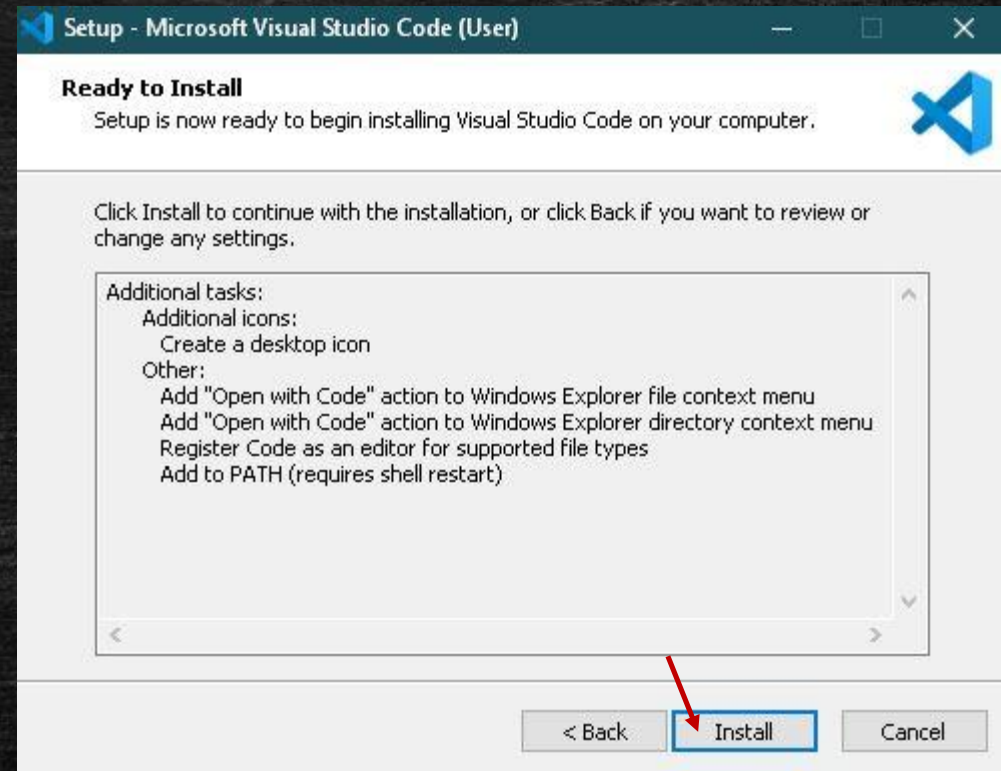 Setup - Microsoft Visual Studio Code (User)
Ready to Install
Setup is now ready to begin installing Visual Studio Code on your computer.
Click Install to continue with the installation, or click Back if you want to review or
change any settings.
Additional tasks:
Additional icons:
Create a desktop icon
Other:
Add "Open with Code" action to Windows Explorer file context menu
Add "Open with Code" action to Windows Explorer directory context menu
Register Code as an editor for supported file types
Add to PATH (requires shell restart)
< Back Install Cancel